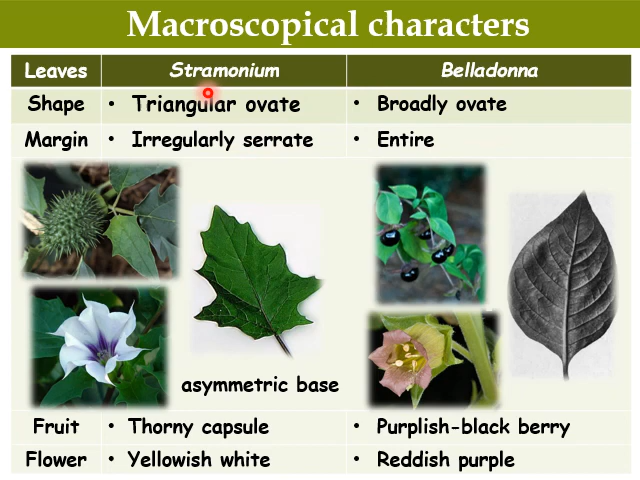 Macroscopical characters
Leaves Stramonium Belladonna
Shape • Triangular ovate • Broadly ovate
Margin • Irregularly serrate • Entire
asymmetric base
Fruit • Thorny capsule • Purplish-black berry
Flower • Yellowish white • Reddish purple